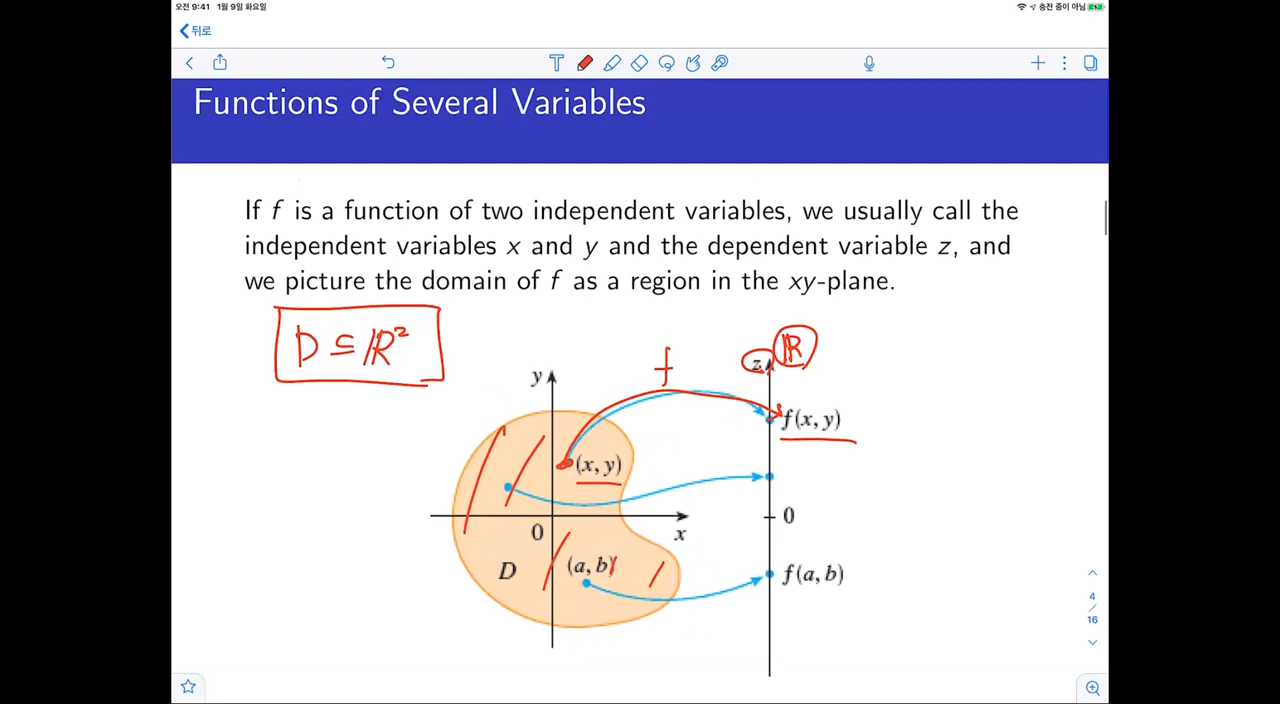 오전 9:41 1월 9일 화요일 충전 중이 아님
뒤로
Functions of Several Variables
If f is a function of two independent variables, we usually call the
independent variables x and y and the dependent variable z, and
we picture the domain of f as a region in the xy-plane.
D ⊆ ℝ²
f
z ℝ
y
f(x, y)
(x, y)
0
0
x
D
(a, b)
f(a, b)
4
/
16